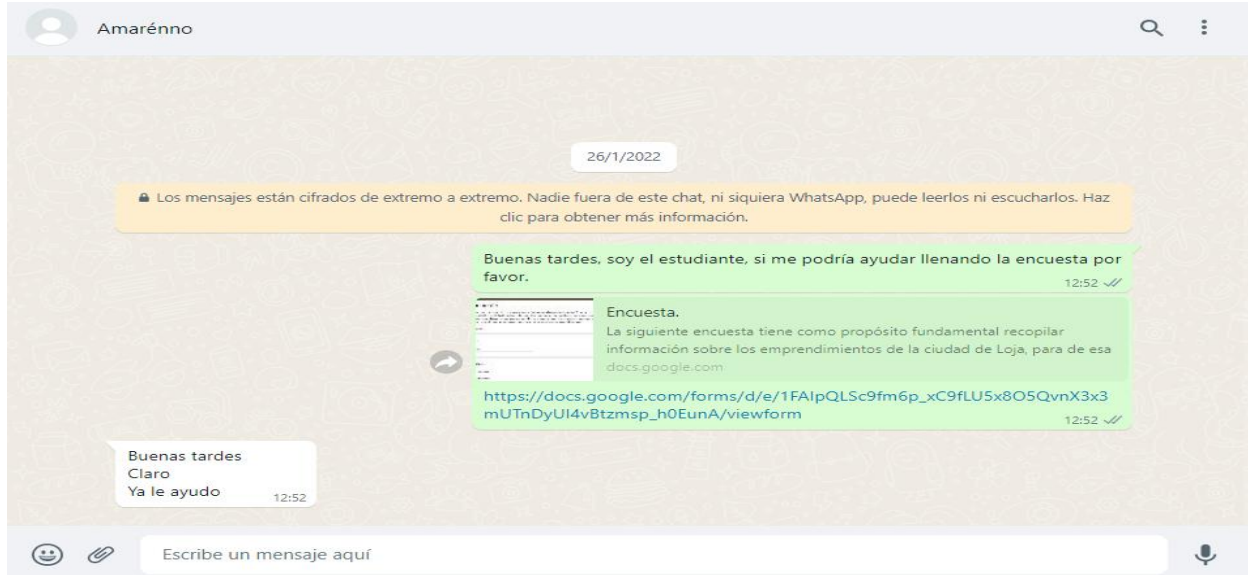 Amarénno
26/1/2022
Los mensajes están cifrados de extremo a extremo. Nadie fuera de este chat, ni siquiera WhatsApp, puede leerlos ni escucharlos. Haz
clic para obtener más información.
Buenas tardes, soy el estudiante, si me podría ayudar llenando la encuesta por
favor.
12:52
Encuesta.
La siguiente encuesta tiene como propósito fundamental recopilar
información sobre los emprendimientos de la ciudad de Loja, para de esa
docs.google.com
https://docs.google.com/forms/d/e/1FAIpQLSc9fm6p_xC9fLU5x8O5QvnX3x3
mUTnDyUI4vBtzmsp_h0EunA/viewform
12:52
Buenas tardes
Claro
Ya le ayudo
12:52
Escribe un mensaje aquí